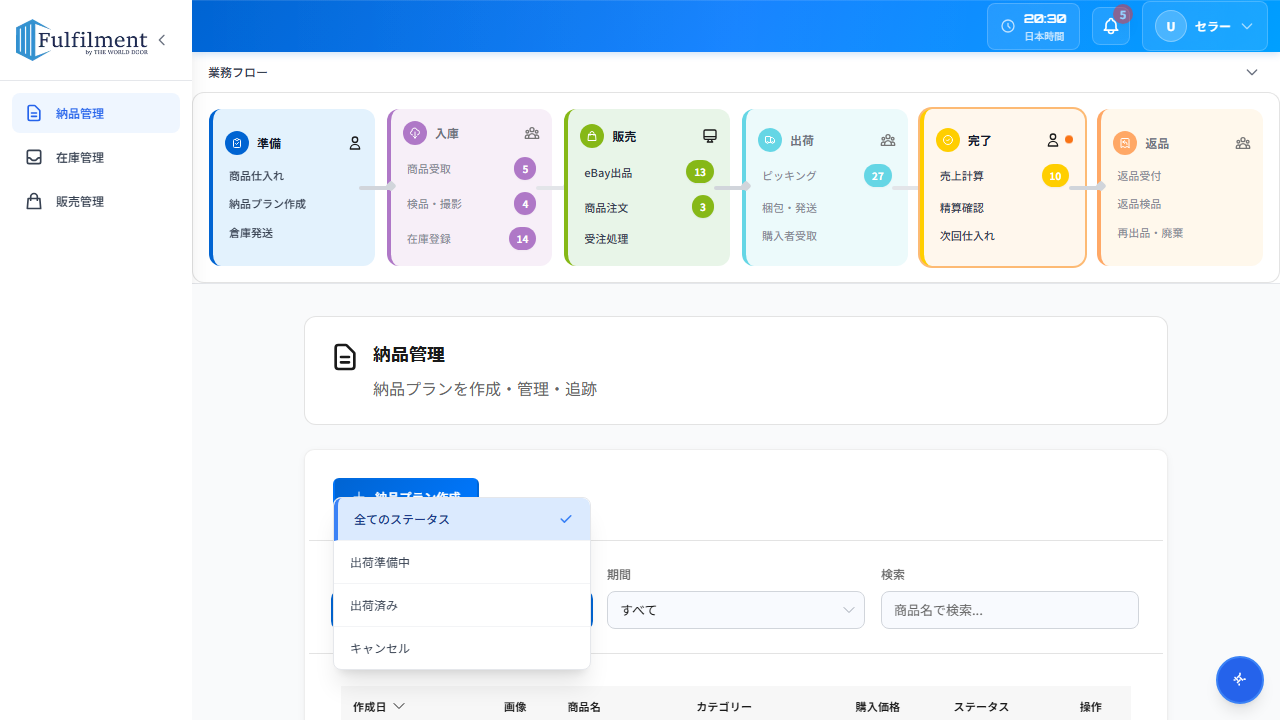 Fulfilment
by THE WORLD DOOR
20:30
日本時間
5
U
セラー
納品管理
在庫管理
販売管理
業務フロー
準備
商品仕入れ
納品プラン作成
倉庫発送
入庫
商品受取
5
検品・撮影
4
在庫登録
14
販売
eBay出品
13
商品注文
3
受注処理
出荷
ピッキング
27
梱包・発送
購入者受取
完了
売上計算
10
精算確認
次回仕入れ
返品
返品受付
返品検品
再出品・廃棄
納品管理
納品プランを作成・管理・追跡
納品プラン作成
全てのステータス
出荷準備中
出荷済み
キャンセル
期間
すべて
検索
商品名で検索...
作成日
画像
商品名
カテゴリー
購入価格
ステータス
操作